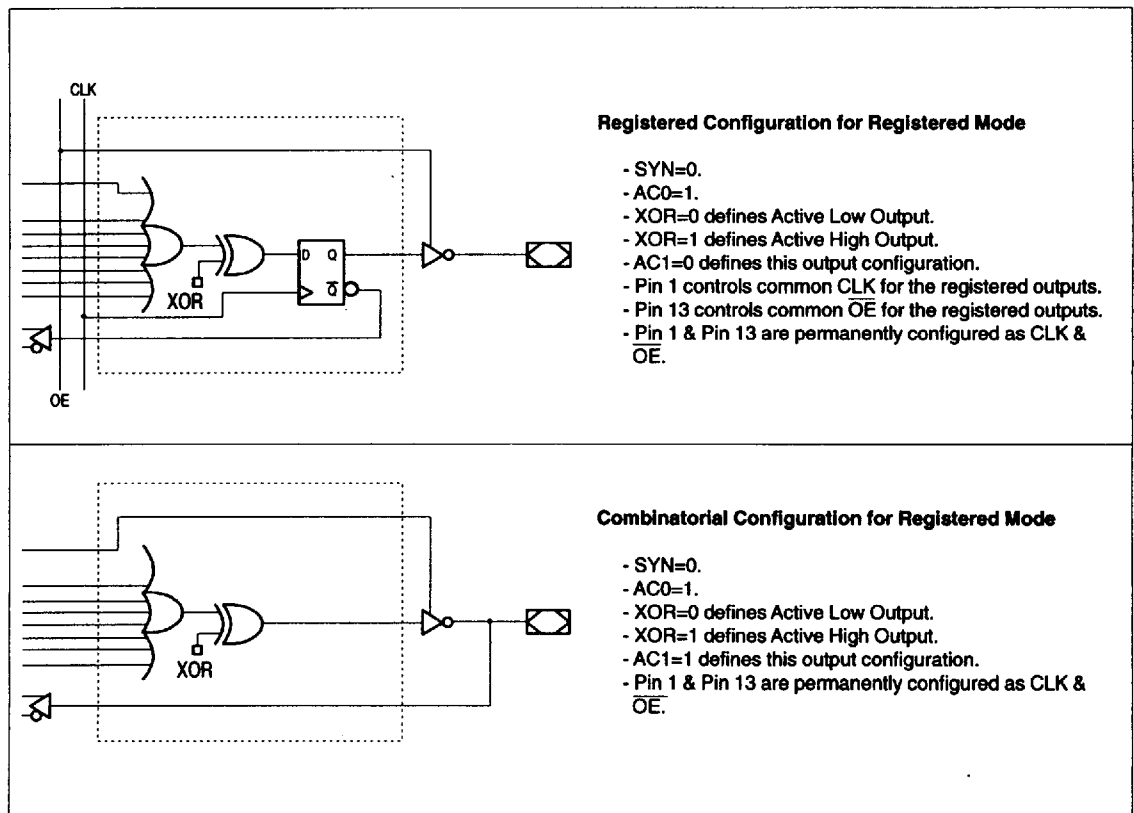 CLK
Registered Configuration for Registered Mode
- SYN=0.
- AC0=1.
- XOR=0 defines Active Low Output.
- XOR=1 defines Active High Output.
- AC1=0 defines this output configuration.
- Pin 1 controls common CLK for the registered outputs.
- Pin 13 controls common O̅E̅ for the registered outputs.
- Pin 1 & Pin 13 are permanently configured as CLK &
O̅E̅.
D Q
XOR
Q̅
OE
Combinatorial Configuration for Registered Mode
- SYN=0.
- AC0=1.
- XOR=0 defines Active Low Output.
- XOR=1 defines Active High Output.
- AC1=1 defines this output configuration.
- Pin 1 & Pin 13 are permanently configured as CLK &
O̅E̅.
XOR